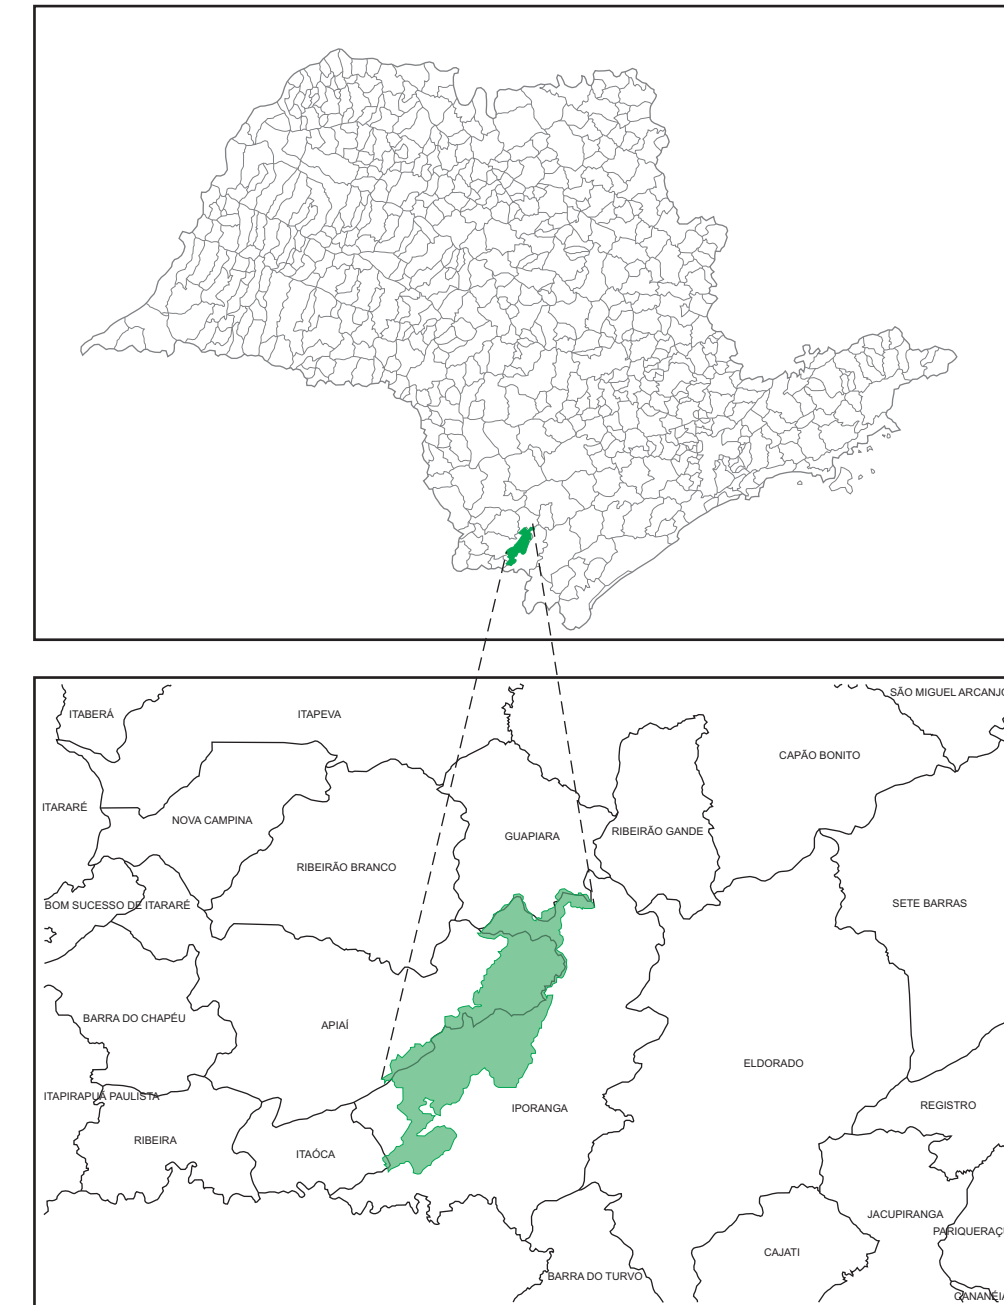 SÃO MIGUEL ARCANJO
ITABERÁ
ITAPEVA
CAPÃO BONITO
ITARARÉ
NOVA CAMPINA
GUAPIARA
RIBEIRÃO GANDE
RIBEIRÃO BRANCO
BOM SUCESSO DE ITARARÉ
SETE BARRAS
BARRA DO CHAPÉU
APIAÍ
ELDORADO
ITAPIRAPUÃ PAULISTA
IPORANGA
REGISTRO
RIBEIRA
ITAÓCA
JACUPIRANGA
PARIQUERAÇ
CAJATI
BARRA DO TURVO
CANANÉIA